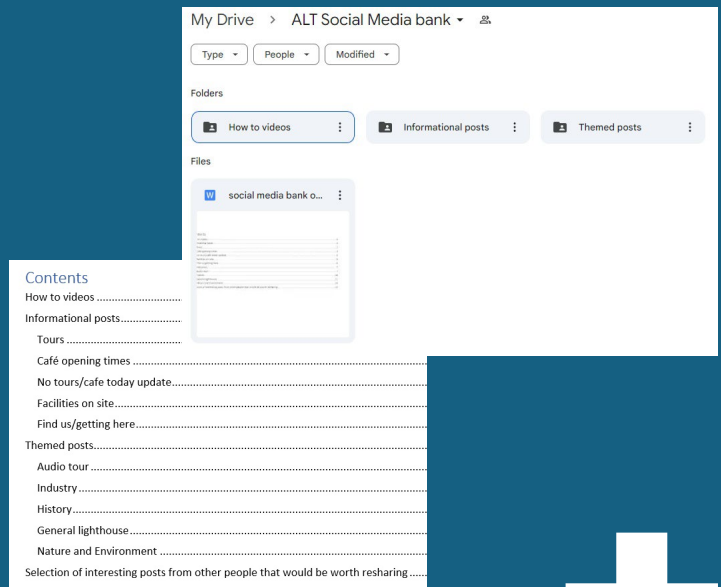 My Drive > ALT Social Media bank
Type People Modified
Folders
How to videos Informational posts Themed posts
Files
social media bank o...
Contents
How to videos
Informational posts
Tours
Café opening times
No tours/cafe today update
Facilities on site
Find us/getting here
Themed posts
Audio tour
Industry
History
General lighthouse
Nature and Environment
Selection of interesting posts from other people that would be worth resharing